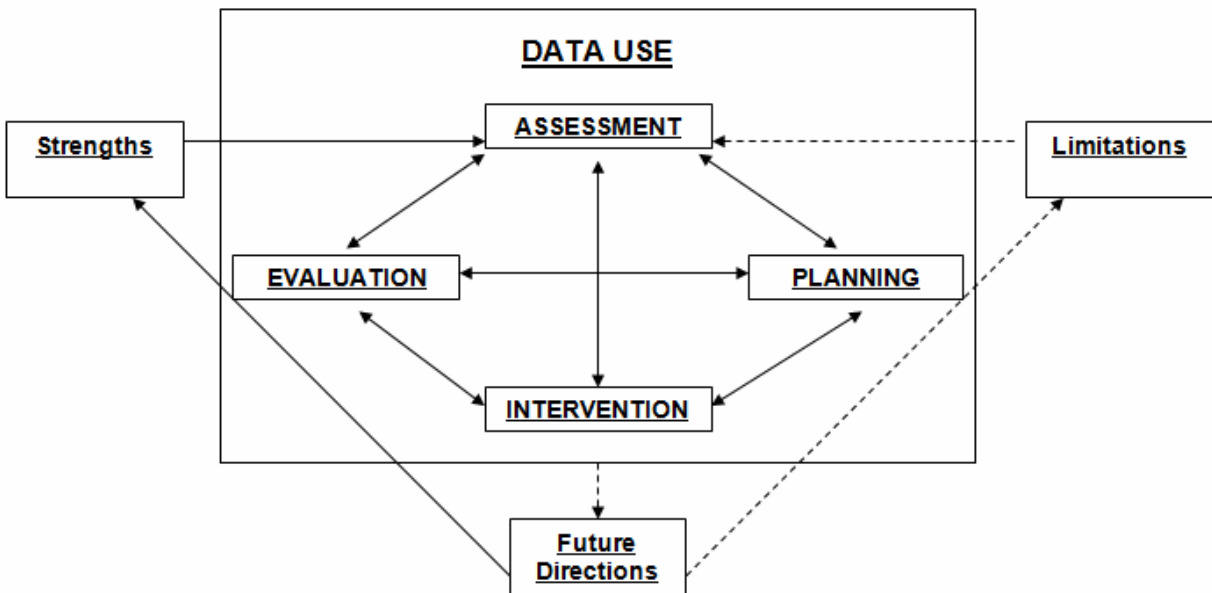 DATA USE
ASSESSMENT
Strengths
Limitations
EVALUATION
PLANNING
INTERVENTION
Future
Directions